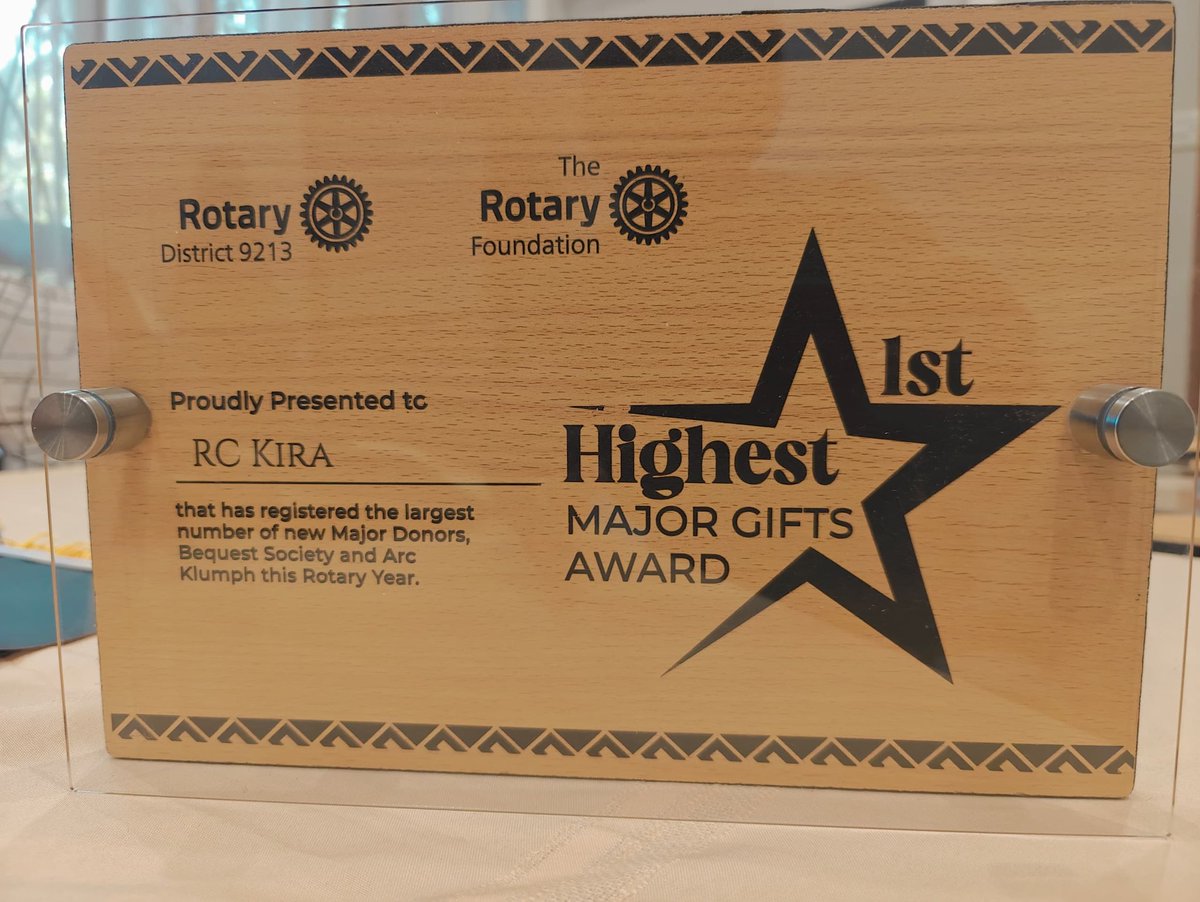 Rotary
District 9213
The
Rotary
Foundation
1st
Highest
MAJOR GIFTS
AWARD
Proudly Presented to
RC KIRA
that has registered the largest
number of new Major Donors,
Bequest Society and Arc
Klumph this Rotary Year.